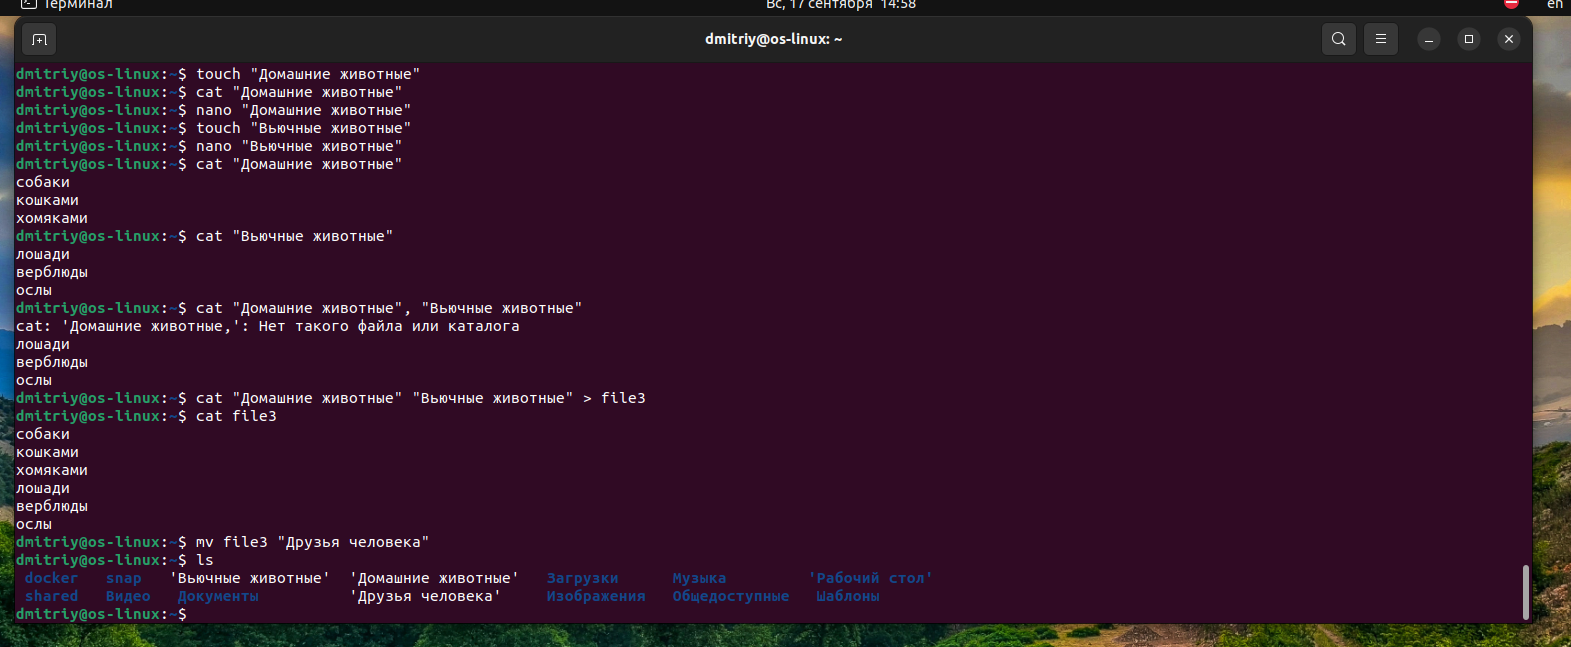 Терминал
Вс, 17 сентября 14:58
en
dmitriy@os-linux: ~
dmitriy@os-linux:~$ touch "Домашние животные"
dmitriy@os-linux:~$ cat "Домашние животные"
dmitriy@os-linux:~$ nano "Домашние животные"
dmitriy@os-linux:~$ touch "Вьючные животные"
dmitriy@os-linux:~$ nano "Вьючные животные"
dmitriy@os-linux:~$ cat "Домашние животные"
собаки
кошками
хомяками
dmitriy@os-linux:~$ cat "Вьючные животные"
лошади
верблюды
ослы
dmitriy@os-linux:~$ cat "Домашние животные", "Вьючные животные"
cat: 'Домашние животные,': Нет такого файла или каталога
лошади
верблюды
ослы
dmitriy@os-linux:~$ cat "Домашние животные" "Вьючные животные" > file3
dmitriy@os-linux:~$ cat file3
собаки
кошками
хомяками
лошади
верблюды
ослы
dmitriy@os-linux:~$ mv file3 "Друзья человека"
dmitriy@os-linux:~$ ls
docker snap 'Вьючные животные' 'Домашние животные' Загрузки Музыка 'Рабочий стол'
shared Видео Документы 'Друзья человека' Изображения Общедоступные Шаблоны
dmitriy@os-linux:~$